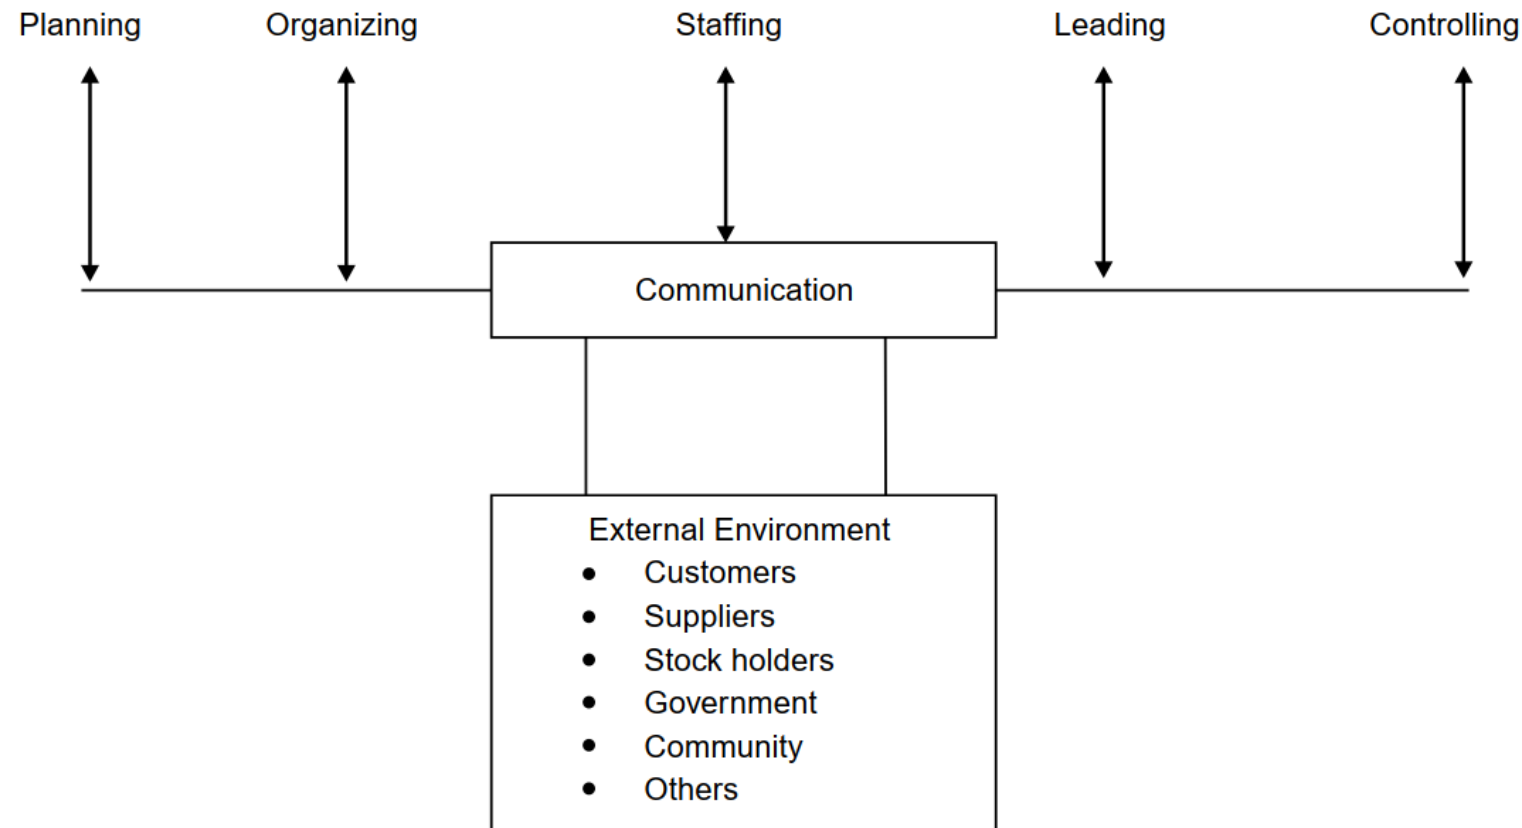 Planning Organizing Staffing Leading Controlling
Communication
External Environment
• Customers
• Suppliers
• Stock holders
• Government
• Community
• Others